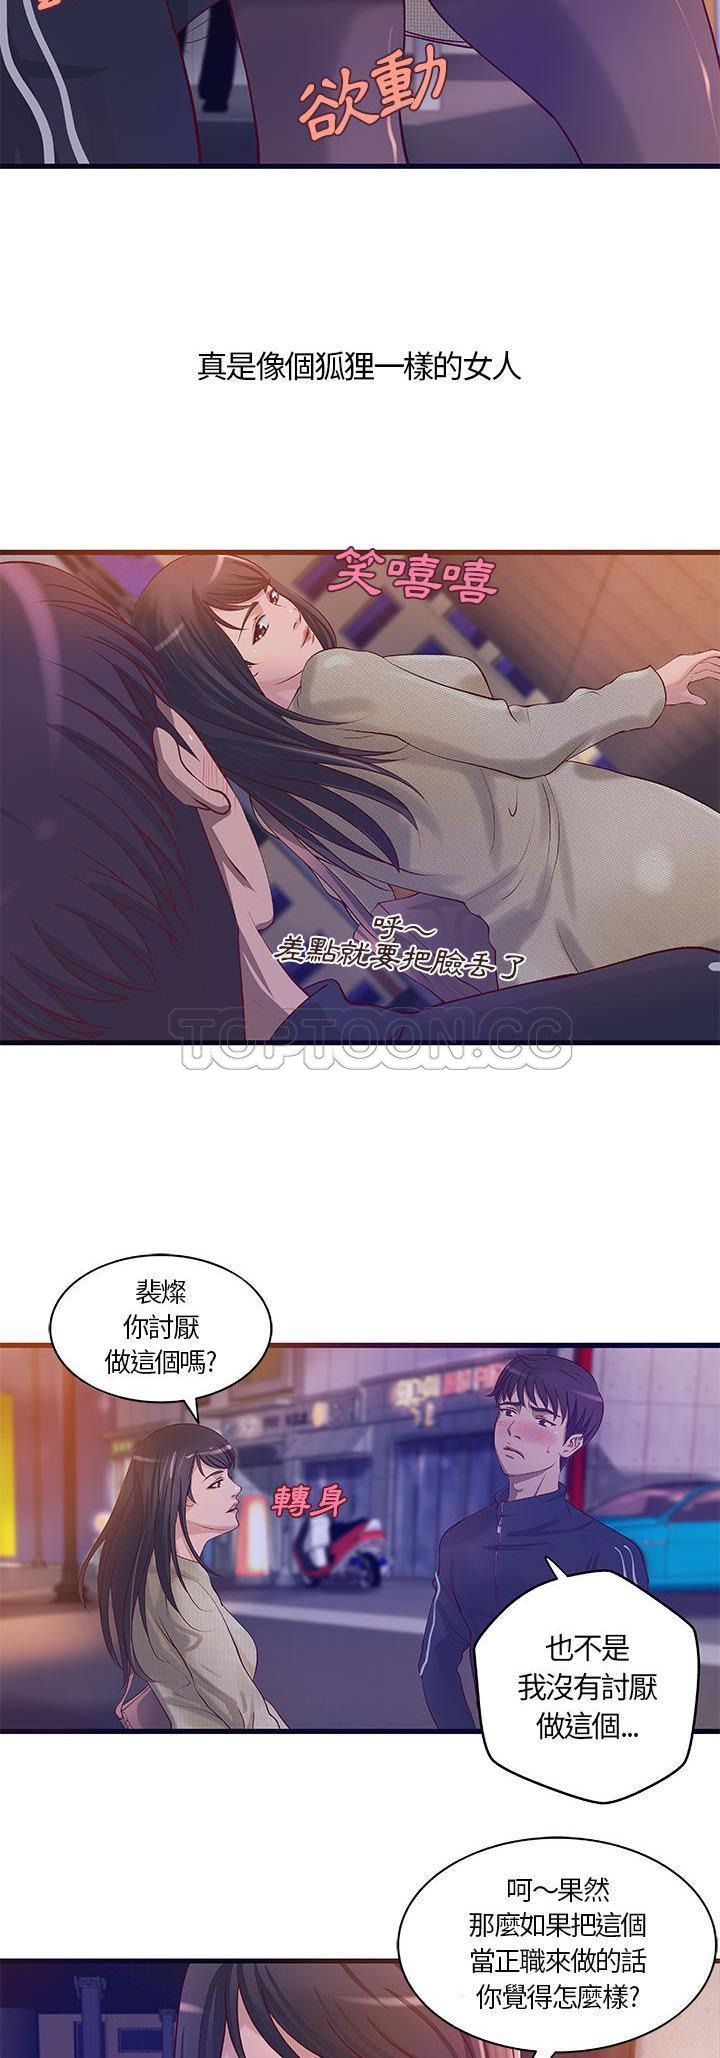 欲動
真是像個狐狸一樣的女人
笑嘻嘻
呼～
差點就要把臉丟了
TOPTOON.CC
裴燦
你討厭
做這個嗎?
轉身
也不是
我沒有討厭
做這個...
呵～果然
那麼如果把這個
當正職來做的話
你覺得怎麼樣?